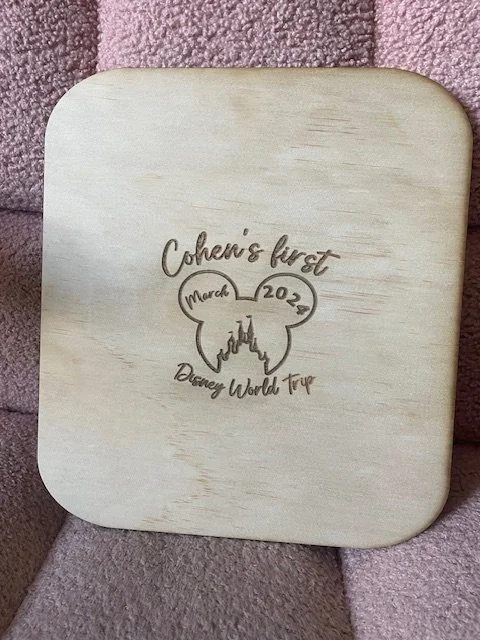 Cohen's first
March 2024
Disney World Trip